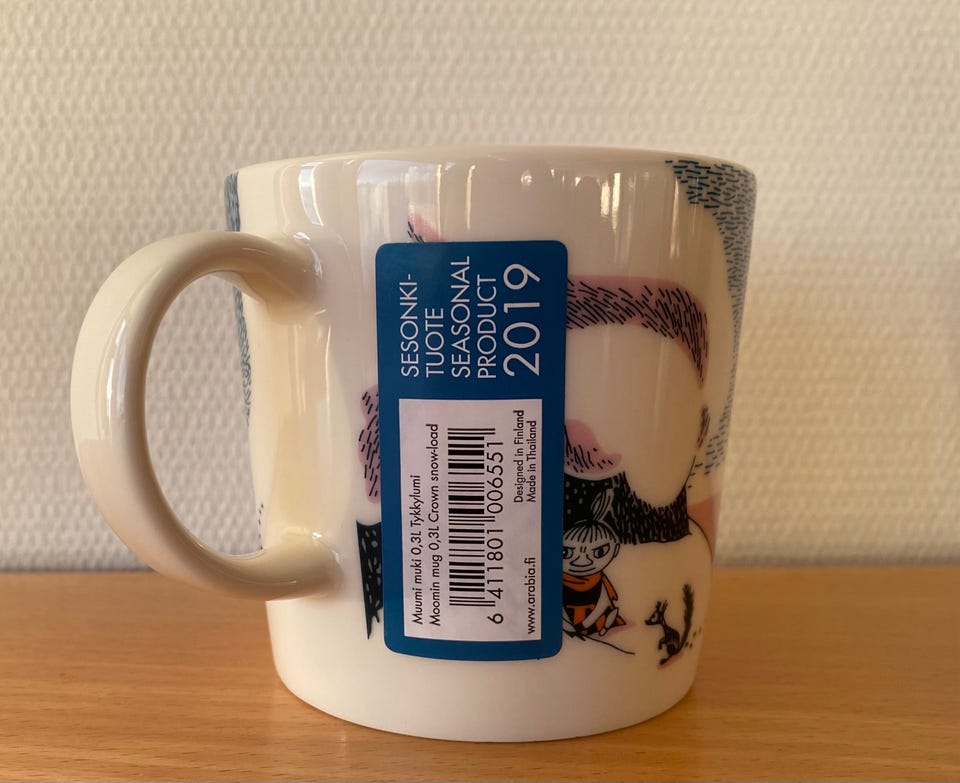 SESONKI-
TUOTE
SEASONAL
PRODUCT
2019
Muumi muki 0,3L Tykkylumi
Moomin mug 0,3L Crown snow-load
6 411801 006551
Designed in Finland
Made in Thailand
www.arabia.fi